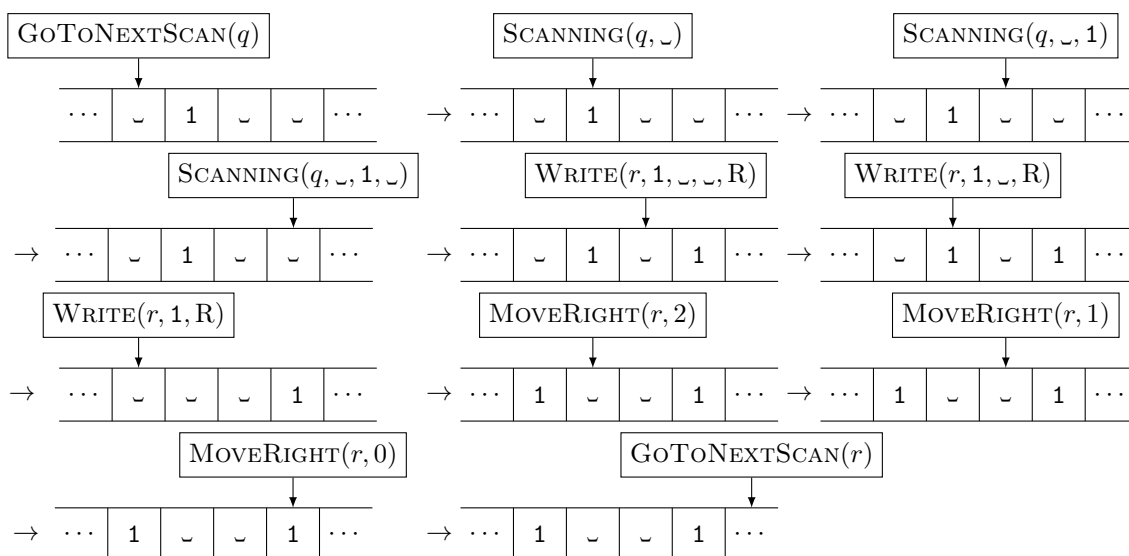 GoToNextScan(q) Scanning(q, ␣) Scanning(q, ␣, 1)
··· ␣ 1 ␣ ␣ ··· → ··· ␣ 1 ␣ ␣ ··· → ··· ␣ 1 ␣ ␣ ···
Scanning(q, ␣, 1, ␣) Write(r, 1, ␣, ␣, R) Write(r, 1, ␣, R)
→ ··· ␣ 1 ␣ ␣ ··· → ··· ␣ 1 ␣ 1 ··· → ··· ␣ 1 ␣ 1 ···
Write(r, 1, R) MoveRight(r, 2) MoveRight(r, 1)
→ ··· ␣ ␣ ␣ 1 ··· → ··· 1 ␣ ␣ 1 ··· → ··· 1 ␣ ␣ 1 ···
MoveRight(r, 0) GoToNextScan(r)
→ ··· 1 ␣ ␣ 1 ··· → ··· 1 ␣ ␣ 1 ···